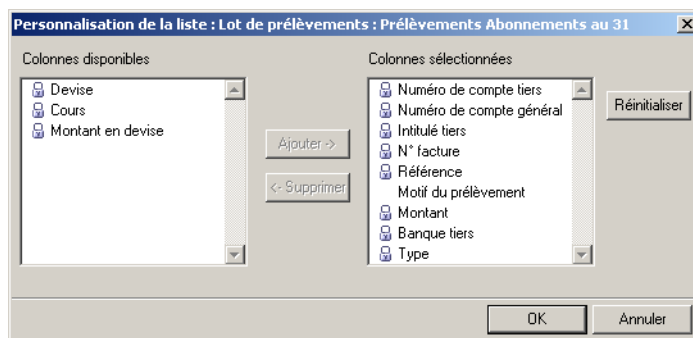 Personnalisation de la liste : Lot de prélèvements : Prélèvements Abonnements au 31
Colonnes disponibles
Devise
Cours
Montant en devise
Ajouter ->
<- Supprimer
Colonnes sélectionnées
Numéro de compte tiers
Numéro de compte général
Intitulé tiers
N° facture
Référence
Motif du prélèvement
Montant
Banque tiers
Type
Réinitialiser
OK
Annuler